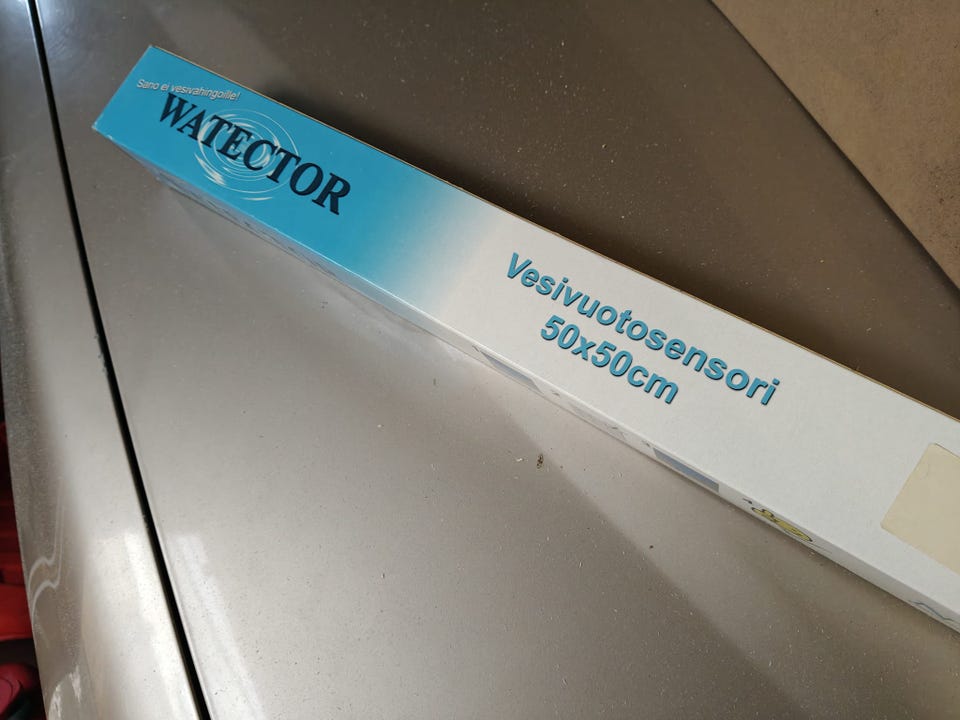 Sano ei vesivahingoille!
WATECTOR
Vesivuotosensori
50x50cm